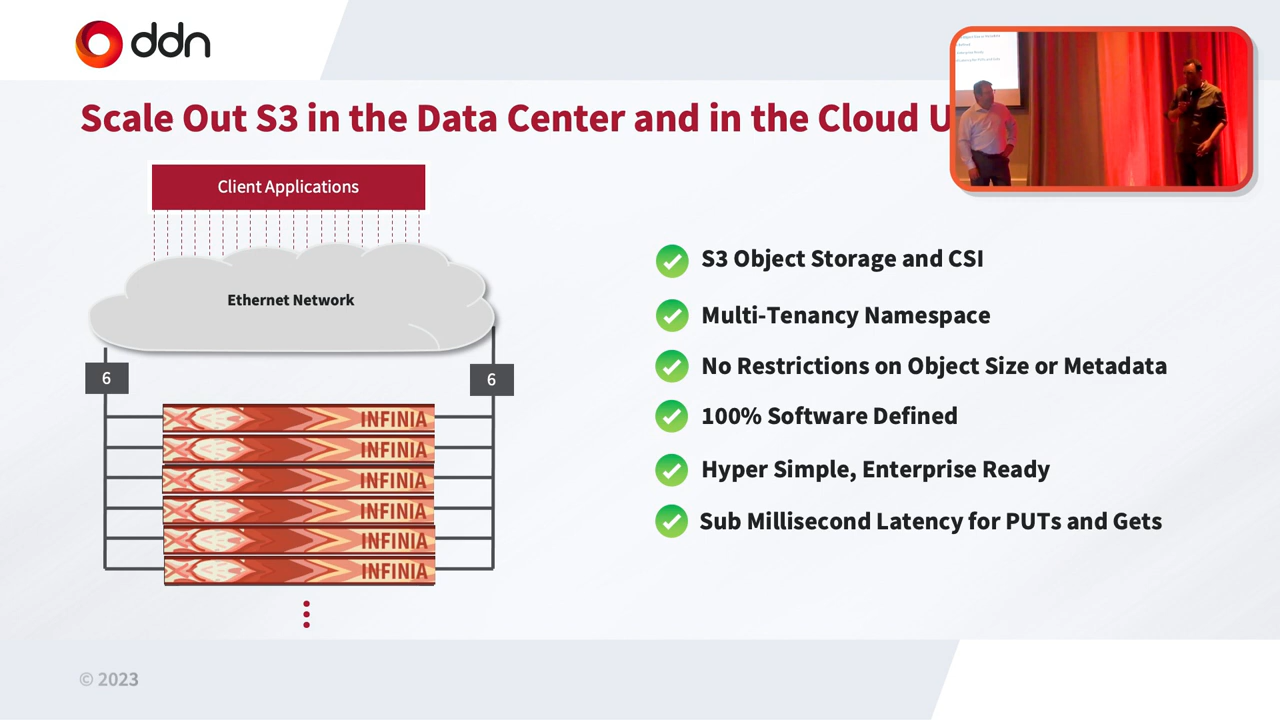 ddn
Scale Out S3 in the Data Center and in the Cloud
Client Applications
Ethernet Network
6
6
INFINIA
INFINIA
INFINIA
INFINIA
INFINIA
INFINIA
S3 Object Storage and CSI
Multi-Tenancy Namespace
No Restrictions on Object Size or Metadata
100% Software Defined
Hyper Simple, Enterprise Ready
Sub Millisecond Latency for PUTs and Gets
© 2023